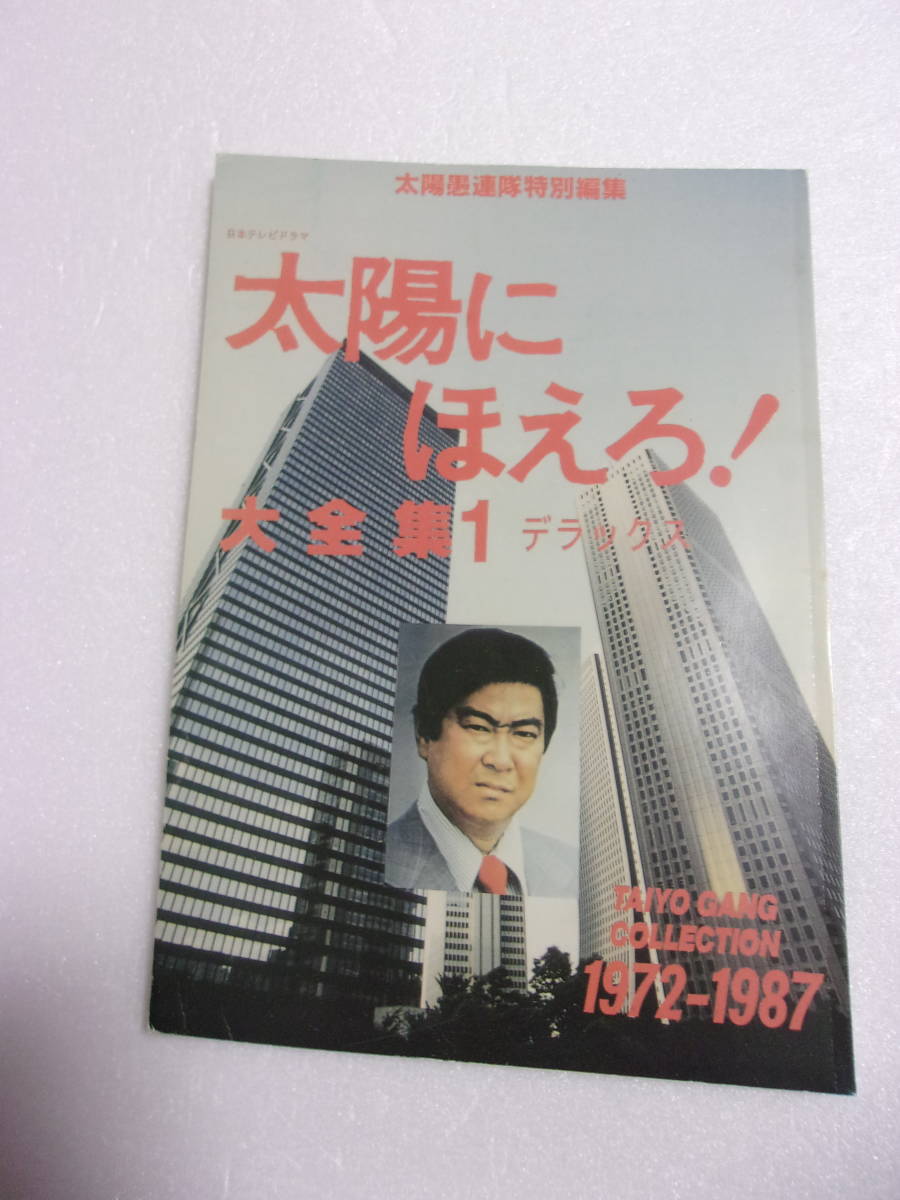 太陽愚連隊特別編集
日本テレビドラマ
太陽に
ほえろ!
大全集1 デラックス
TAIYO GANG
COLLECTION
1972-1987